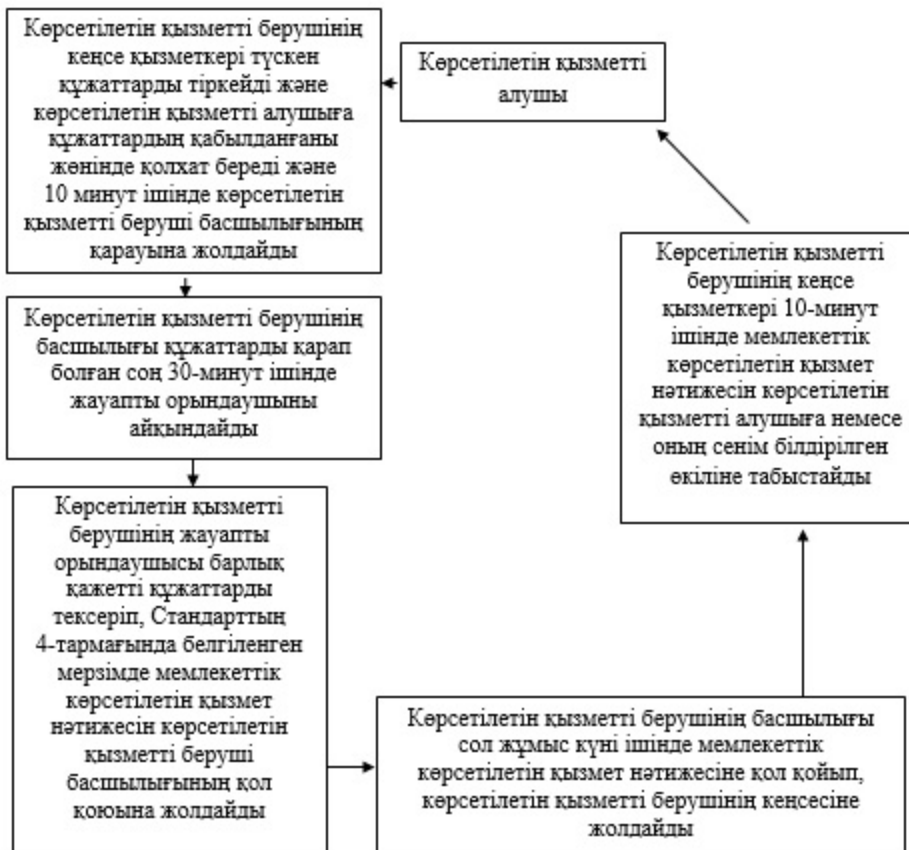 Көрсетілетін қызметті
алушы
Көрсетілетін қызметті берушінің
кеңсе қызметкері түскен
құжаттарды тіркейді және
көрсетілетін қызметті алушыға
құжаттардың қабылданғаны
жөнінде қолхат береді және
10 минут ішінде көрсетілетін
қызметті беруші басшылығының
қарауына жолдайды
Көрсетілетін қызметті берушінің
басшылығы құжаттарды қарап
болған соң 30-минут ішінде
жауапты орындаушыны
айқындайды
Көрсетілетін қызметті
берушінің жауапты
орындаушысы барлық
қажетті құжаттарды
тексеріп, Стандарттың
4-тармағында белгіленген
мерзімде мемлекеттік
көрсетілетін қызмет
нәтижесін көрсетілетін
қызметті беруші
басшылығының қол
қоюына жолдайды
Көрсетілетін қызметті берушінің басшылығы
сол жұмыс күні ішінде мемлекеттік
көрсетілетін қызмет нәтижесіне қол қойып,
көрсетілетін қызметті берушінің кеңсесіне
жолдайды
Көрсетілетін қызметті
берушінің кеңсе
қызметкері 10-минут
ішінде мемлекеттік
көрсетілетін қызмет
нәтижесін көрсетілетін
қызметті алушыға немесе
оның сенім білдірілген
өкіліне табыстайды